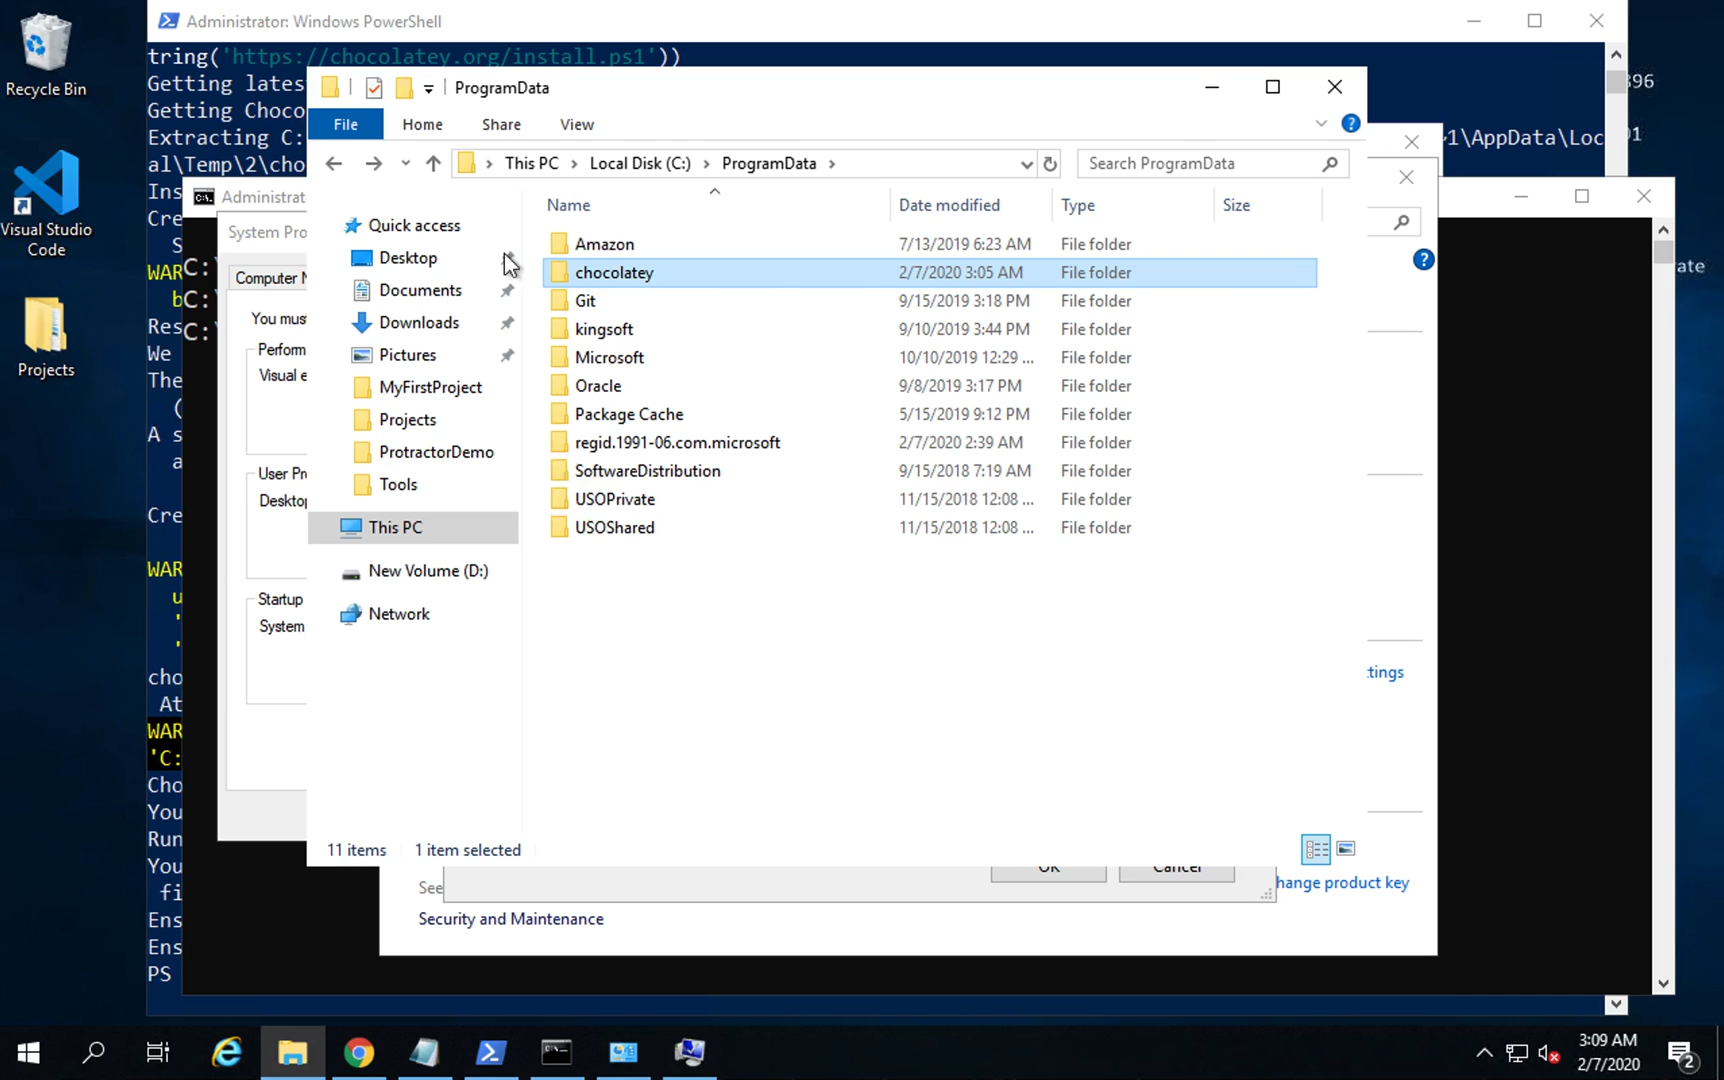 Recycle Bin
Visual Studio
Code
Projects
Administrator: Windows PowerShell
tring('https://chocolatey.org/install.ps1'))
Getting lates
Getting Choco
Extracting C:
y1\AppData\Loc
al\Temp\2\cho
Ins
Cre
S
WAR
b
Res
We
The
(
A s
a
Cre
WAR
u
'
'
cho
At
WAR
'C:
Cho
You
Run
You
fi
Ens
Ens
PS
896
01
ate
Administrat
C:\
C:\
C:\
System Pro
Computer N
You mus
Perform
Visual e
User Pro
Desktop
Startup
System
ProgramData
File
Home
Share
View
This PC
Local Disk (C:)
ProgramData
Search ProgramData
Quick access
Desktop
Documents
Downloads
Pictures
MyFirstProject
Projects
ProtractorDemo
Tools
This PC
New Volume (D:)
Network
Name Date modified Type Size
Amazon 7/13/2019 6:23 AM File folder
chocolatey 2/7/2020 3:05 AM File folder
Git 9/15/2019 3:18 PM File folder
kingsoft 9/10/2019 3:44 PM File folder
Microsoft 10/10/2019 12:29 ... File folder
Oracle 9/8/2019 3:17 PM File folder
Package Cache 5/15/2019 9:12 PM File folder
regid.1991-06.com.microsoft 2/7/2020 2:39 AM File folder
SoftwareDistribution 9/15/2018 7:19 AM File folder
USOPrivate 11/15/2018 12:08 ... File folder
USOShared 11/15/2018 12:08 ... File folder
11 items 1 item selected
ttings
See
OK
Cancel
hange product key
Security and Maintenance
3:09 AM
2/7/2020
2